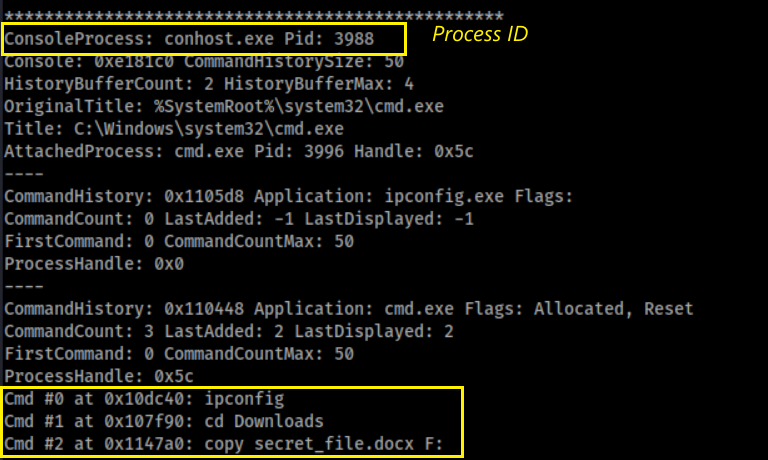 **************************************************
ConsoleProcess: conhost.exe Pid: 3988
Process ID
Console: 0xe181c0 CommandHistorySize: 50
HistoryBufferCount: 2 HistoryBufferMax: 4
OriginalTitle: %SystemRoot%\system32\cmd.exe
Title: C:\Windows\system32\cmd.exe
AttachedProcess: cmd.exe Pid: 3996 Handle: 0x5c
----
CommandHistory: 0x1105d8 Application: ipconfig.exe Flags:
CommandCount: 0 LastAdded: -1 LastDisplayed: -1
FirstCommand: 0 CommandCountMax: 50
ProcessHandle: 0x0
----
CommandHistory: 0x110448 Application: cmd.exe Flags: Allocated, Reset
CommandCount: 3 LastAdded: 2 LastDisplayed: 2
FirstCommand: 0 CommandCountMax: 50
ProcessHandle: 0x5c
Cmd #0 at 0x10dc40: ipconfig
Cmd #1 at 0x107f90: cd Downloads
Cmd #2 at 0x1147a0: copy secret_file.docx F: